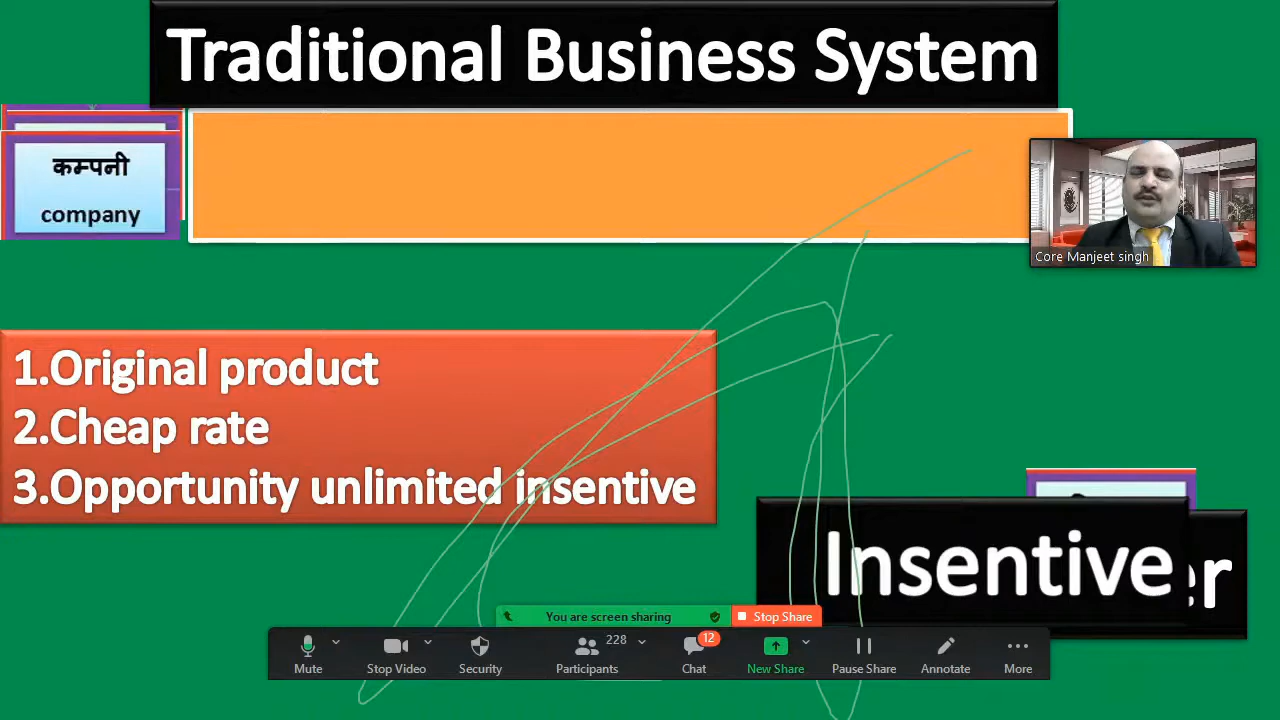 Traditional Business System
कम्पनी
company
Core Manjeet singh
1.Original product
2.Cheap rate
3.Opportunity unlimited insentive
Insentive
er
You are screen sharing
Stop Share
Mute
Stop Video
Security
228
Participants
12
Chat
New Share
Pause Share
Annotate
More